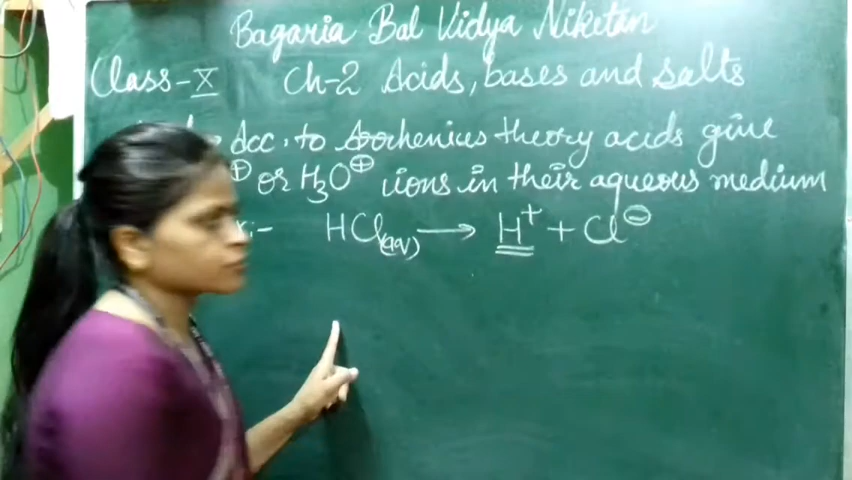 Bagaria Bal Vidya Niketan
Class-X Ch-2 Acids, bases and salts
Acc. to Arrhenius theory acids give
⊕ or H₃O⊕ ions in their aqueous medium
:- HCl(aq) → H⁺ + Cl⊖